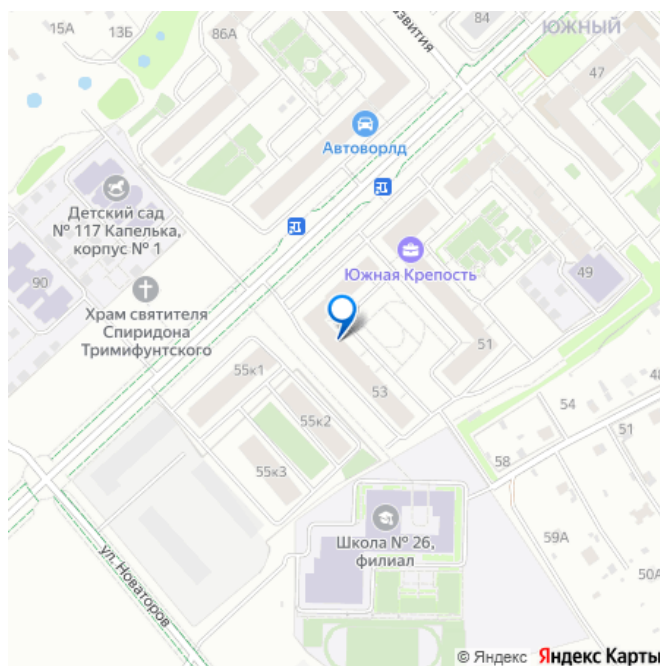 15А
13Б
86А
84
звития
ЮЖНЫЙ
47
Автоворлд
Детский сад
№ 117 Капелька,
корпус № 1
90
Южная Крепость
49
Храм святителя
Спиридона
Тримифунтского
51
55к1
53
55к2
54
48
51
55к3
58
Школа № 26,
филиал
59А
50А
ул. Новаторов
© Яндекс Яндекс Карты